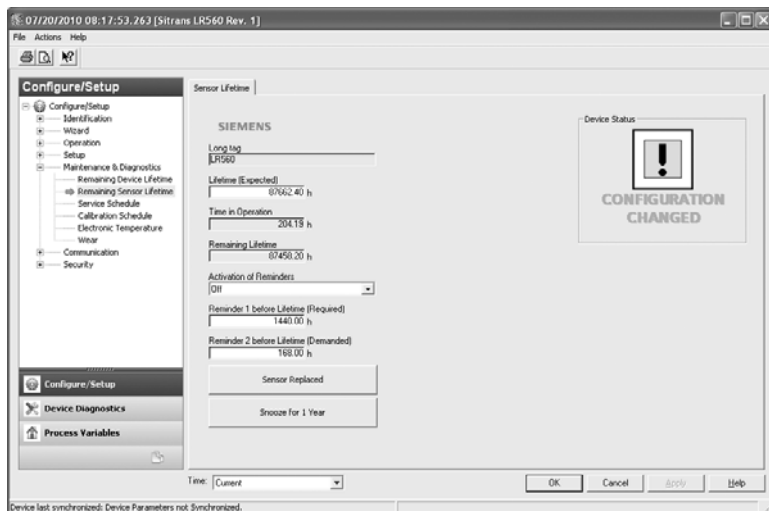 07/20/2010 08:17:53.263 [Sitrans LR560 Rev. 1]
File Actions Help
Configure/Setup
Configure/Setup
Identification
Wizard
Operation
Setup
Maintenance & Diagnostics
Remaining Device Lifetime
Remaining Sensor Lifetime
Service Schedule
Calibration Schedule
Electronic Temperature
Wear
Communication
Security
Configure/Setup
Device Diagnostics
Process Variables
Sensor Lifetime
SIEMENS
Long tag
LR560
Lifetime (Expected)
87662.40 h
Time in Operation
204.19 h
Remaining Lifetime
87458.20 h
Activation of Reminders
Off
Reminder 1 before Lifetime (Required)
1440.00 h
Reminder 2 before Lifetime (Demanded)
168.00 h
Sensor Replaced
Snooze for 1 Year
Device Status
CONFIGURATION
CHANGED
Time: Current
OK Cancel Apply Help
Device last synchronized: Device Parameters not Synchronized.